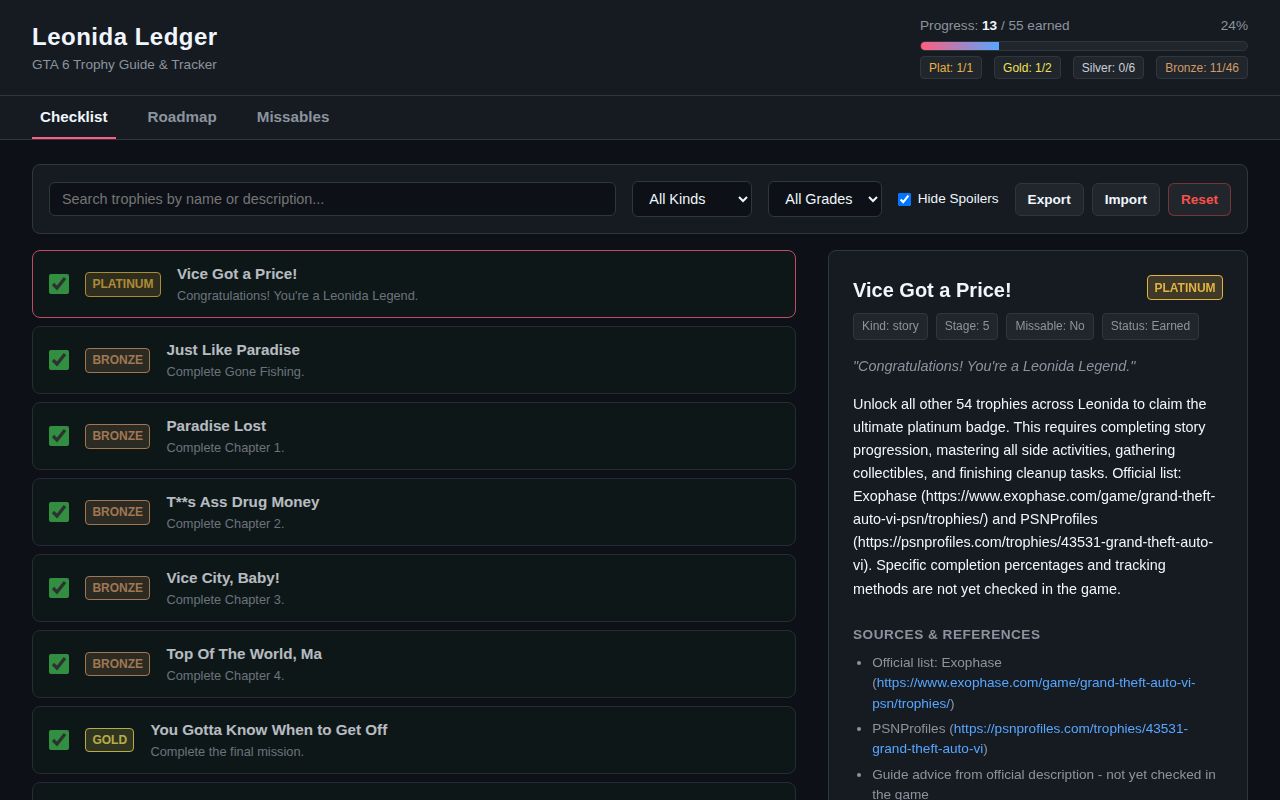 Leonida Ledger
GTA 6 Trophy Guide & Tracker
Progress: 13 / 55 earned 24%
Plat: 1/1 Gold: 1/2 Silver: 0/6 Bronze: 11/46
Checklist Roadmap Missables
Search trophies by name or description... All Kinds All Grades Hide Spoilers Export Import Reset
PLATINUM Vice Got a Price!
Congratulations! You're a Leonida Legend.
BRONZE Just Like Paradise
Complete Gone Fishing.
BRONZE Paradise Lost
Complete Chapter 1.
BRONZE T**s Ass Drug Money
Complete Chapter 2.
BRONZE Vice City, Baby!
Complete Chapter 3.
BRONZE Top Of The World, Ma
Complete Chapter 4.
GOLD You Gotta Know When to Get Off
Complete the final mission.
Vice Got a Price! PLATINUM
Kind: story Stage: 5 Missable: No Status: Earned
"Congratulations! You're a Leonida Legend."
Unlock all other 54 trophies across Leonida to claim the
ultimate platinum badge. This requires completing story
progression, mastering all side activities, gathering
collectibles, and finishing cleanup tasks. Official list:
Exophase (https://www.exophase.com/game/grand-theft-
auto-vi-psn/trophies/) and PSNProfiles
(https://psnprofiles.com/trophies/43531-grand-theft-auto-
vi). Specific completion percentages and tracking
methods are not yet checked in the game.
SOURCES & REFERENCES
• Official list: Exophase
(https://www.exophase.com/game/grand-theft-auto-vi-
psn/trophies/)
• PSNProfiles (https://psnprofiles.com/trophies/43531-
grand-theft-auto-vi)
• Guide advice from official description - not yet checked in
the game